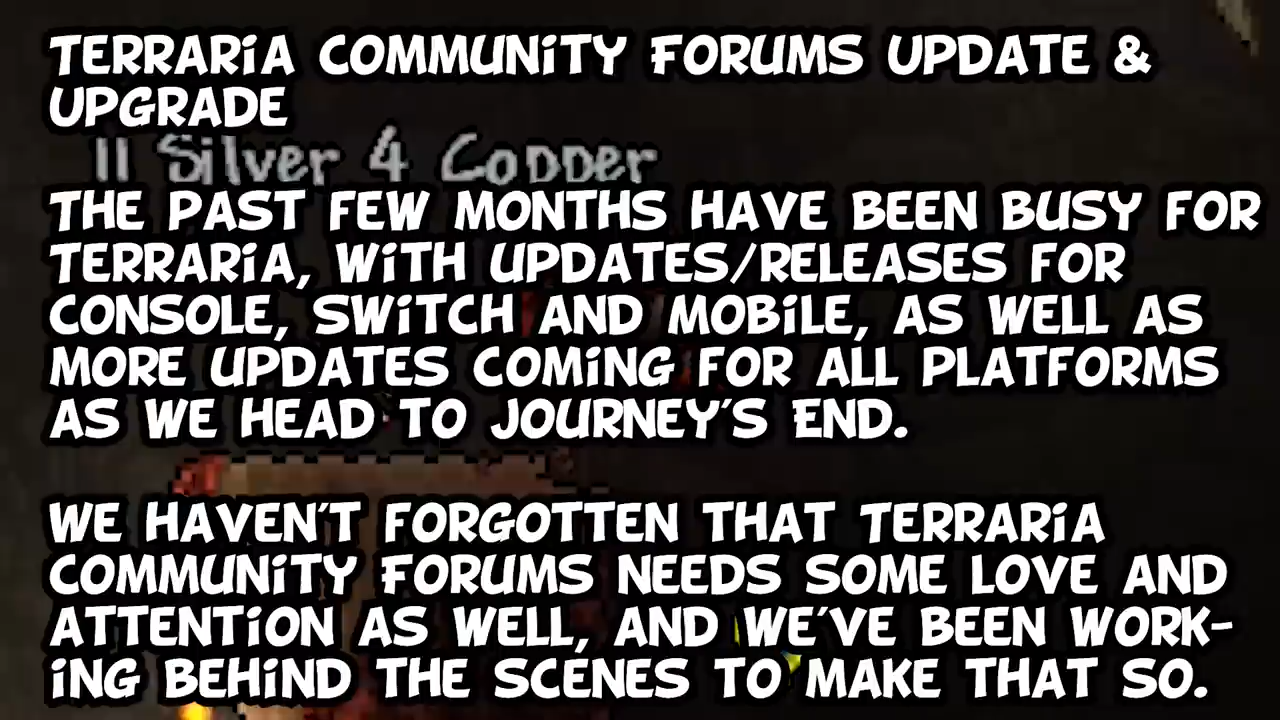 TERRARiA COMMUNiTY FORUMS UPDATE &
UPGRADE
11 Silver 4 Copper
THE PAST FEW MONTHS HAVE BEEN BUSY FOR
TERRARiA, WiTH UPDATES/RELEASES FOR
CONSOLE, SWiTCH AND MOBiLE, AS WELL AS
MORE UPDATES COMiNG FOR ALL PLATFORMS
AS WE HEAD TO JOURNEY'S END.
WE HAVEN'T FORGOTTEN THAT TERRARiA
COMMUNiTY FORUMS NEEDS SOME LOVE AND
ATTENTiON AS WELL, AND WE'VE BEEN WORK-
iNG BEHiND THE SCENES TO MAKE THAT SO.